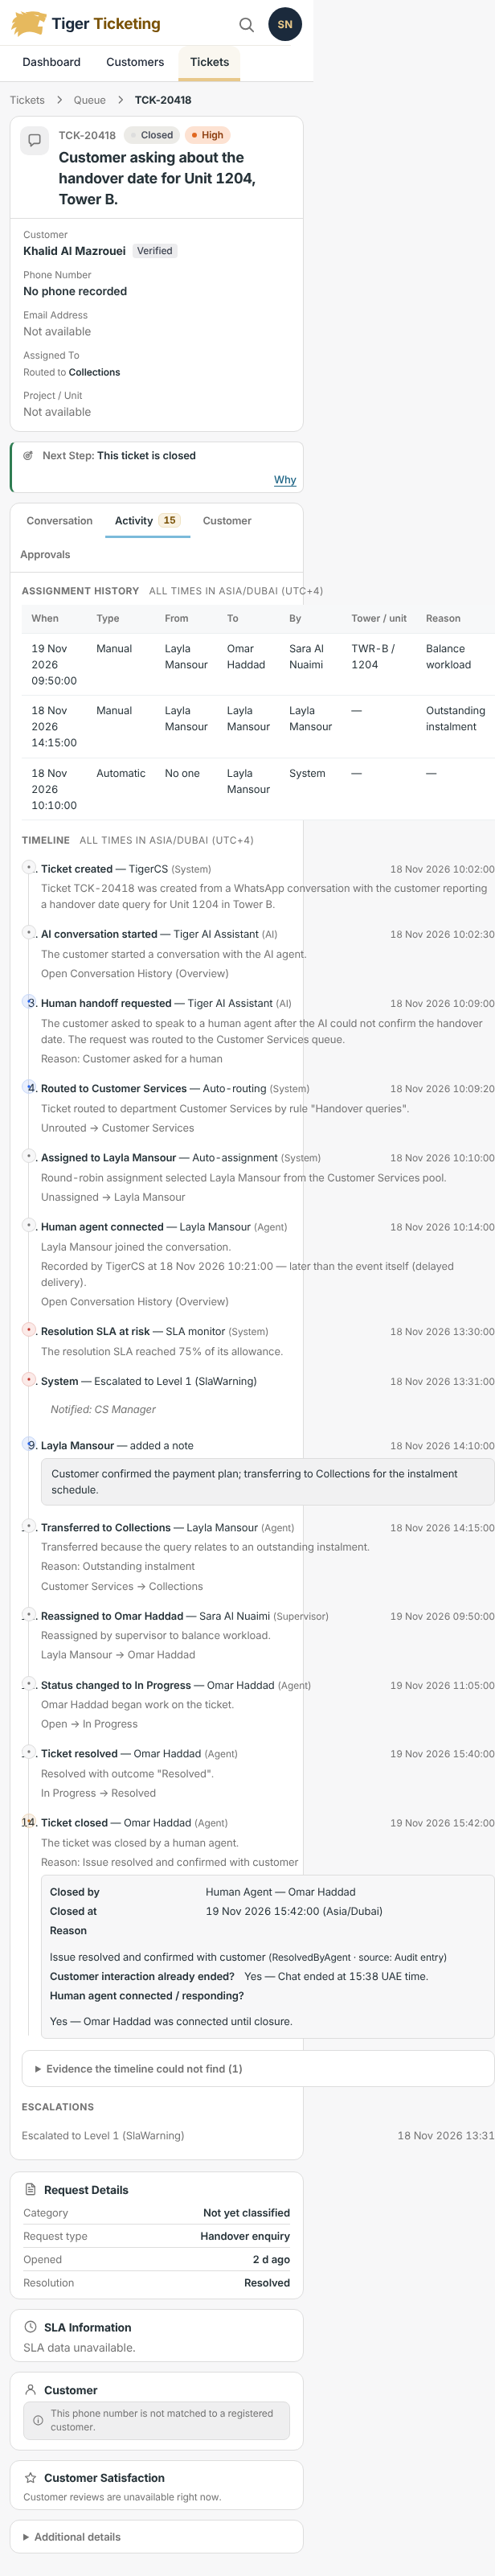 Tiger Ticketing
SN
Dashboard Customers Tickets
Tickets Queue TCK-20418
TCK-20418 Closed High
Customer asking about the
handover date for Unit 1204,
Tower B.
Customer
Khalid Al Mazrouei Verified
Phone Number
No phone recorded
Email Address
Not available
Assigned To
Routed to Collections
Project / Unit
Not available
Next Step: This ticket is closed
Why
Conversation Activity 15 Customer
Approvals
ASSIGNMENT HISTORY ALL TIMES IN ASIA/DUBAI (UTC+4)
When Type From To By Tower / unit Reason
19 Nov Manual Layla Omar Sara Al TWR-B / Balance
2026 Mansour Haddad Nuaimi 1204 workload
09:50:00
18 Nov Manual Layla Layla Layla — Outstanding
2026 Mansour Mansour Mansour instalment
14:15:00
18 Nov Automatic No one Layla System — —
2026 Mansour
10:10:00
TIMELINE ALL TIMES IN ASIA/DUBAI (UTC+4)
Ticket created — TigerCS (System) 18 Nov 2026 10:02:00
Ticket TCK-20418 was created from a WhatsApp conversation with the customer reporting
a handover date query for Unit 1204 in Tower B.
AI conversation started — Tiger AI Assistant (AI) 18 Nov 2026 10:02:30
The customer started a conversation with the AI agent.
Open Conversation History (Overview)
3. Human handoff requested — Tiger AI Assistant (AI) 18 Nov 2026 10:09:00
The customer asked to speak to a human agent after the AI could not confirm the handover
date. The request was routed to the Customer Services queue.
Reason: Customer asked for a human
4. Routed to Customer Services — Auto-routing (System) 18 Nov 2026 10:09:20
Ticket routed to department Customer Services by rule "Handover queries".
Unrouted → Customer Services
Assigned to Layla Mansour — Auto-assignment (System) 18 Nov 2026 10:10:00
Round-robin assignment selected Layla Mansour from the Customer Services pool.
Unassigned → Layla Mansour
Human agent connected — Layla Mansour (Agent) 18 Nov 2026 10:14:00
Layla Mansour joined the conversation.
Recorded by TigerCS at 18 Nov 2026 10:21:00 — later than the event itself (delayed
delivery).
Open Conversation History (Overview)
Resolution SLA at risk — SLA monitor (System) 18 Nov 2026 13:30:00
The resolution SLA reached 75% of its allowance.
System — Escalated to Level 1 (SlaWarning) 18 Nov 2026 13:31:00
Notified: CS Manager
9. Layla Mansour — added a note 18 Nov 2026 14:10:00
Customer confirmed the payment plan; transferring to Collections for the instalment
schedule.
Transferred to Collections — Layla Mansour (Agent) 18 Nov 2026 14:15:00
Transferred because the query relates to an outstanding instalment.
Reason: Outstanding instalment
Customer Services → Collections
Reassigned to Omar Haddad — Sara Al Nuaimi (Supervisor) 19 Nov 2026 09:50:00
Reassigned by supervisor to balance workload.
Layla Mansour → Omar Haddad
Status changed to In Progress — Omar Haddad (Agent) 19 Nov 2026 11:05:00
Omar Haddad began work on the ticket.
Open → In Progress
Ticket resolved — Omar Haddad (Agent) 19 Nov 2026 15:40:00
Resolved with outcome "Resolved".
In Progress → Resolved
14. Ticket closed — Omar Haddad (Agent) 19 Nov 2026 15:42:00
The ticket was closed by a human agent.
Reason: Issue resolved and confirmed with customer
Closed by Human Agent — Omar Haddad
Closed at 19 Nov 2026 15:42:00 (Asia/Dubai)
Reason
Issue resolved and confirmed with customer (ResolvedByAgent · source: Audit entry)
Customer interaction already ended? Yes — Chat ended at 15:38 UAE time.
Human agent connected / responding?
Yes — Omar Haddad was connected until closure.
Evidence the timeline could not find (1)
ESCALATIONS
Escalated to Level 1 (SlaWarning) 18 Nov 2026 13:31
Request Details
Category Not yet classified
Request type Handover enquiry
Opened 2 d ago
Resolution Resolved
SLA Information
SLA data unavailable.
Customer
This phone number is not matched to a registered
customer.
Customer Satisfaction
Customer reviews are unavailable right now.
Additional details